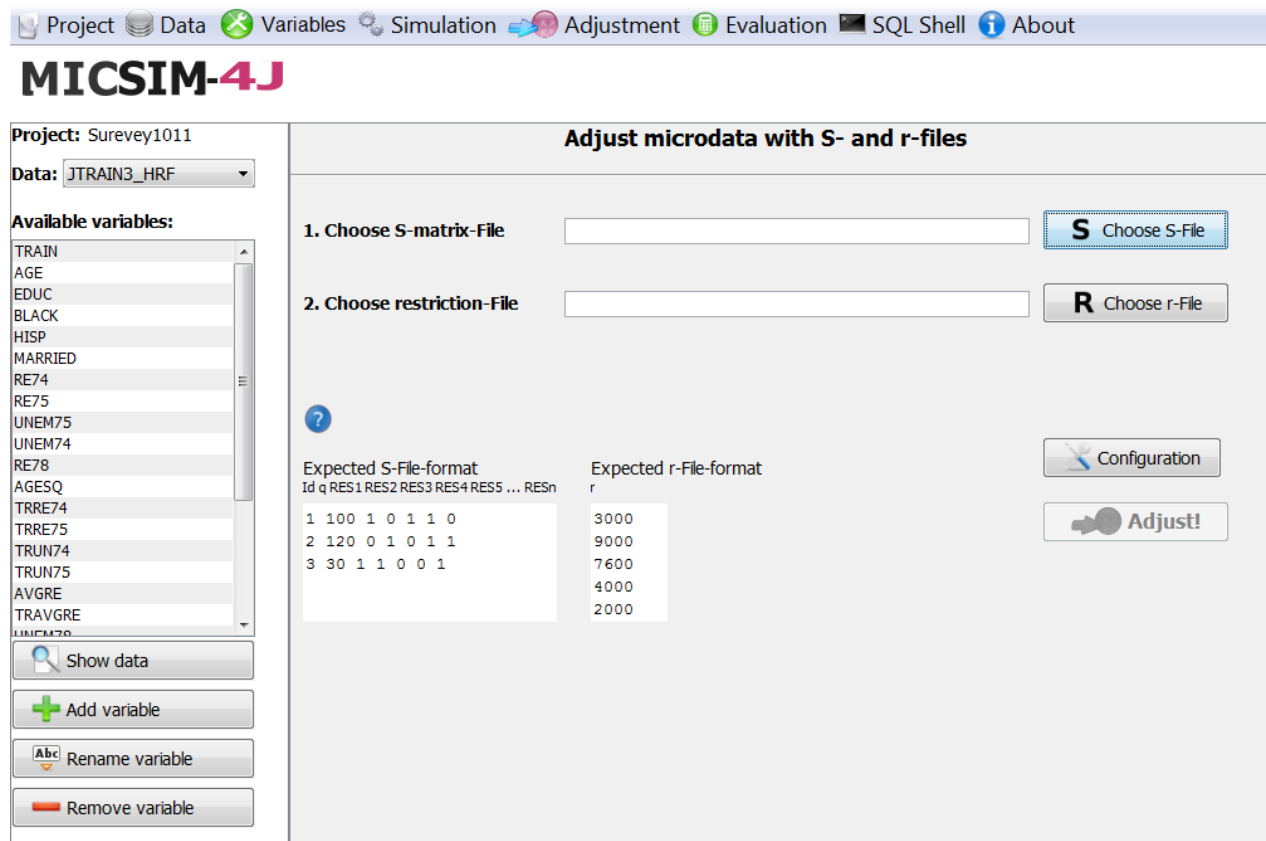 Project Data Variables Simulation Adjustment Evaluation SQL Shell About
MICSIM-4J
Project: Surevey1011
Data: JTRAIN3_HRF
Available variables:
TRAIN
AGE
EDUC
BLACK
HISP
MARRIED
RE74
RE75
UNEM75
UNEM74
RE78
AGESQ
TRRE74
TRRE75
TRUN74
TRUN75
AVGRE
TRAVGRE
UNEM78
Show data
Add variable
Abc Rename variable
Remove variable
Adjust microdata with S- and r-files
1. Choose S-matrix-File
S Choose S-File
2. Choose restriction-File
R Choose r-File
?
Expected S-File-format
Id q RES1 RES2 RES3 RES4 RES5 ... RESn
1 100 1 0 1 1 0
2 120 0 1 0 1 1
3 30 1 1 0 0 1
Expected r-File-format
r
3000
9000
7600
4000
2000
Configuration
Adjust!